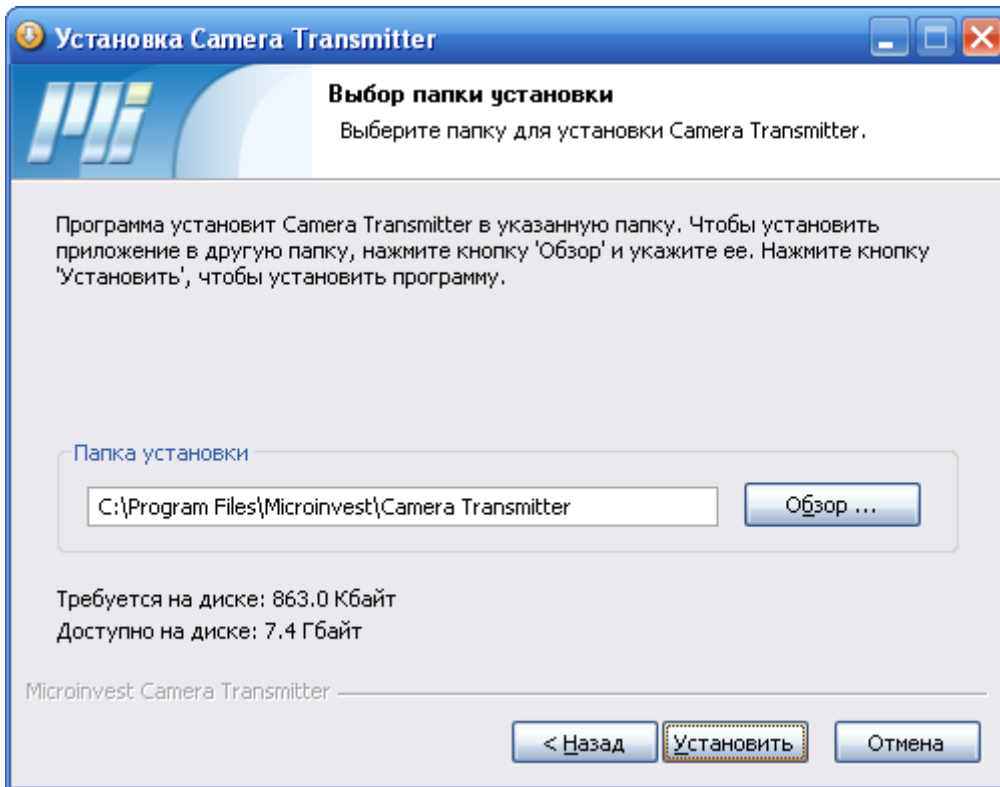 Установка Camera Transmitter
Mi
Выбор папки установки
Выберите папку для установки Camera Transmitter.
Программа установит Camera Transmitter в указанную папку. Чтобы установить
приложение в другую папку, нажмите кнопку 'Обзор' и укажите ее. Нажмите кнопку
'Установить', чтобы установить программу.
Папка установки
C:\Program Files\Microinvest\Camera Transmitter
Обзор ...
Требуется на диске: 863.0 Кбайт
Доступно на диске: 7.4 Гбайт
Microinvest Camera Transmitter
< Назад
Установить
Отмена